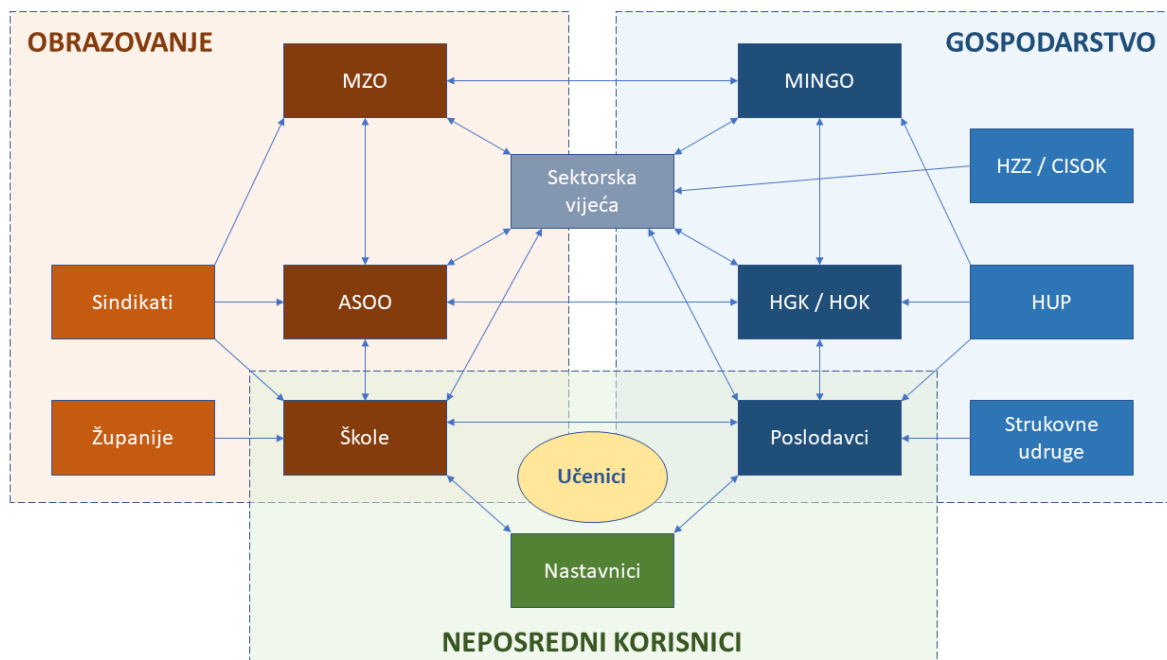 OBRAZOVANJE
GOSPODARSTVO
MZO
MINGO
HZZ / CISOK
Sektorska
vijeća
Sindikati
ASOO
HGK / HOK
HUP
Županije
Škole
Poslodavci
Strukovne
udruge
Učenici
Nastavnici
NEPOSREDNI KORISNICI